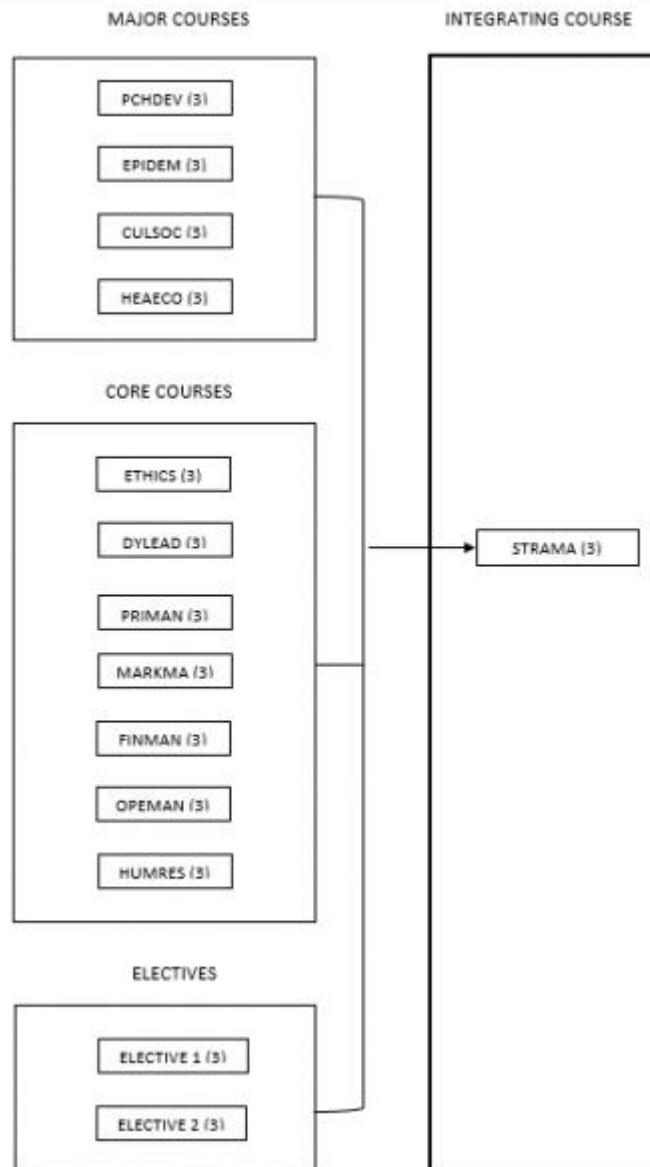 MAJOR COURSES
INTEGRATING COURSE
PCHDEV (3)
EPIDEM (3)
CULSOC (3)
HEAECO (3)
CORE COURSES
ETHICS (3)
DYLEAD (3)
PRIMAN (3)
MARKMA (3)
FINMAN (3)
OPEMAN (3)
HUMRES (3)
STRAMA (3)
ELECTIVES
ELECTIVE 1 (3)
ELECTIVE 2 (3)